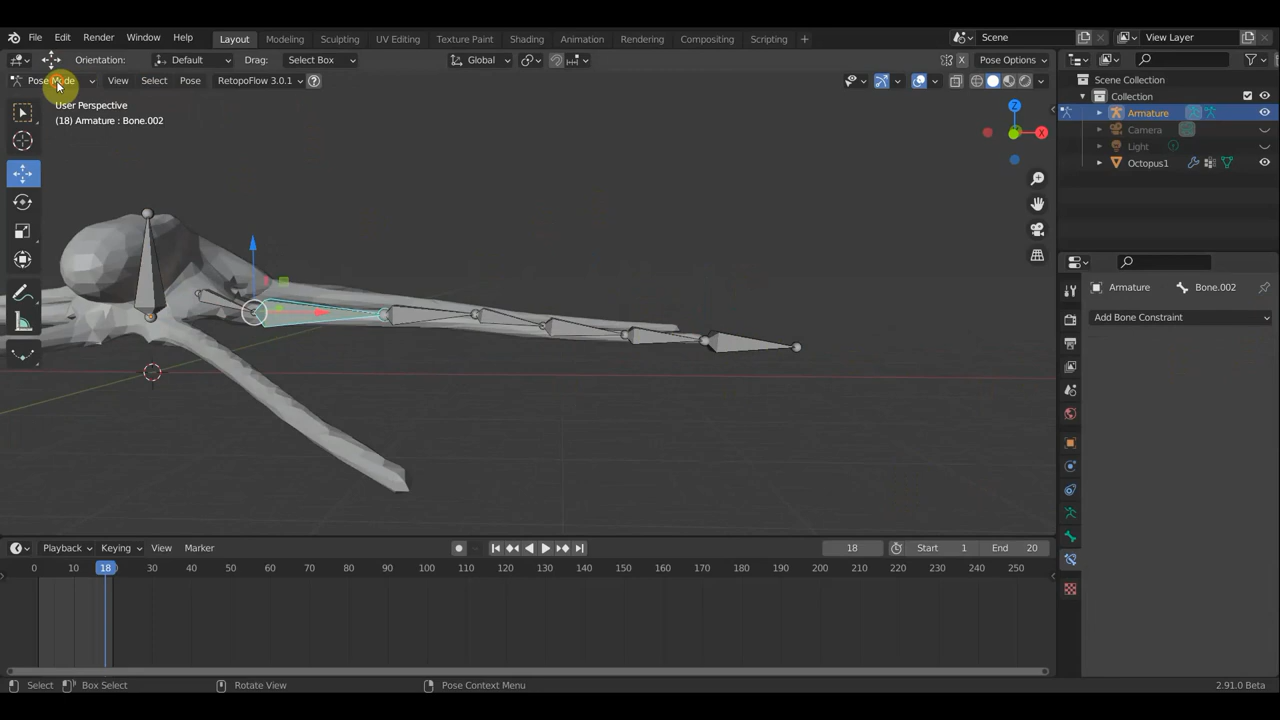 File Edit Render Window Help Layout Modeling Sculpting UV Editing Texture Paint Shading Animation Rendering Compositing Scripting + Scene View Layer
Orientation: Default Drag: Select Box Global X Pose Options
Pose Mode View Select Pose RetopoFlow 3.0.1 ?
User Perspective
(18) Armature : Bone.002
Z
X
Scene Collection
Collection
Armature
Camera
Light
Octopus1
Armature Bone.002
Add Bone Constraint
Playback Keying View Marker 18 Start 1 End 20
0 10 18 30 40 50 60 70 80 90 100 110 120 130 140 150 160 170 180 190 200 210 220 230 240 250
Select Box Select Rotate View Pose Context Menu 2.91.0 Beta